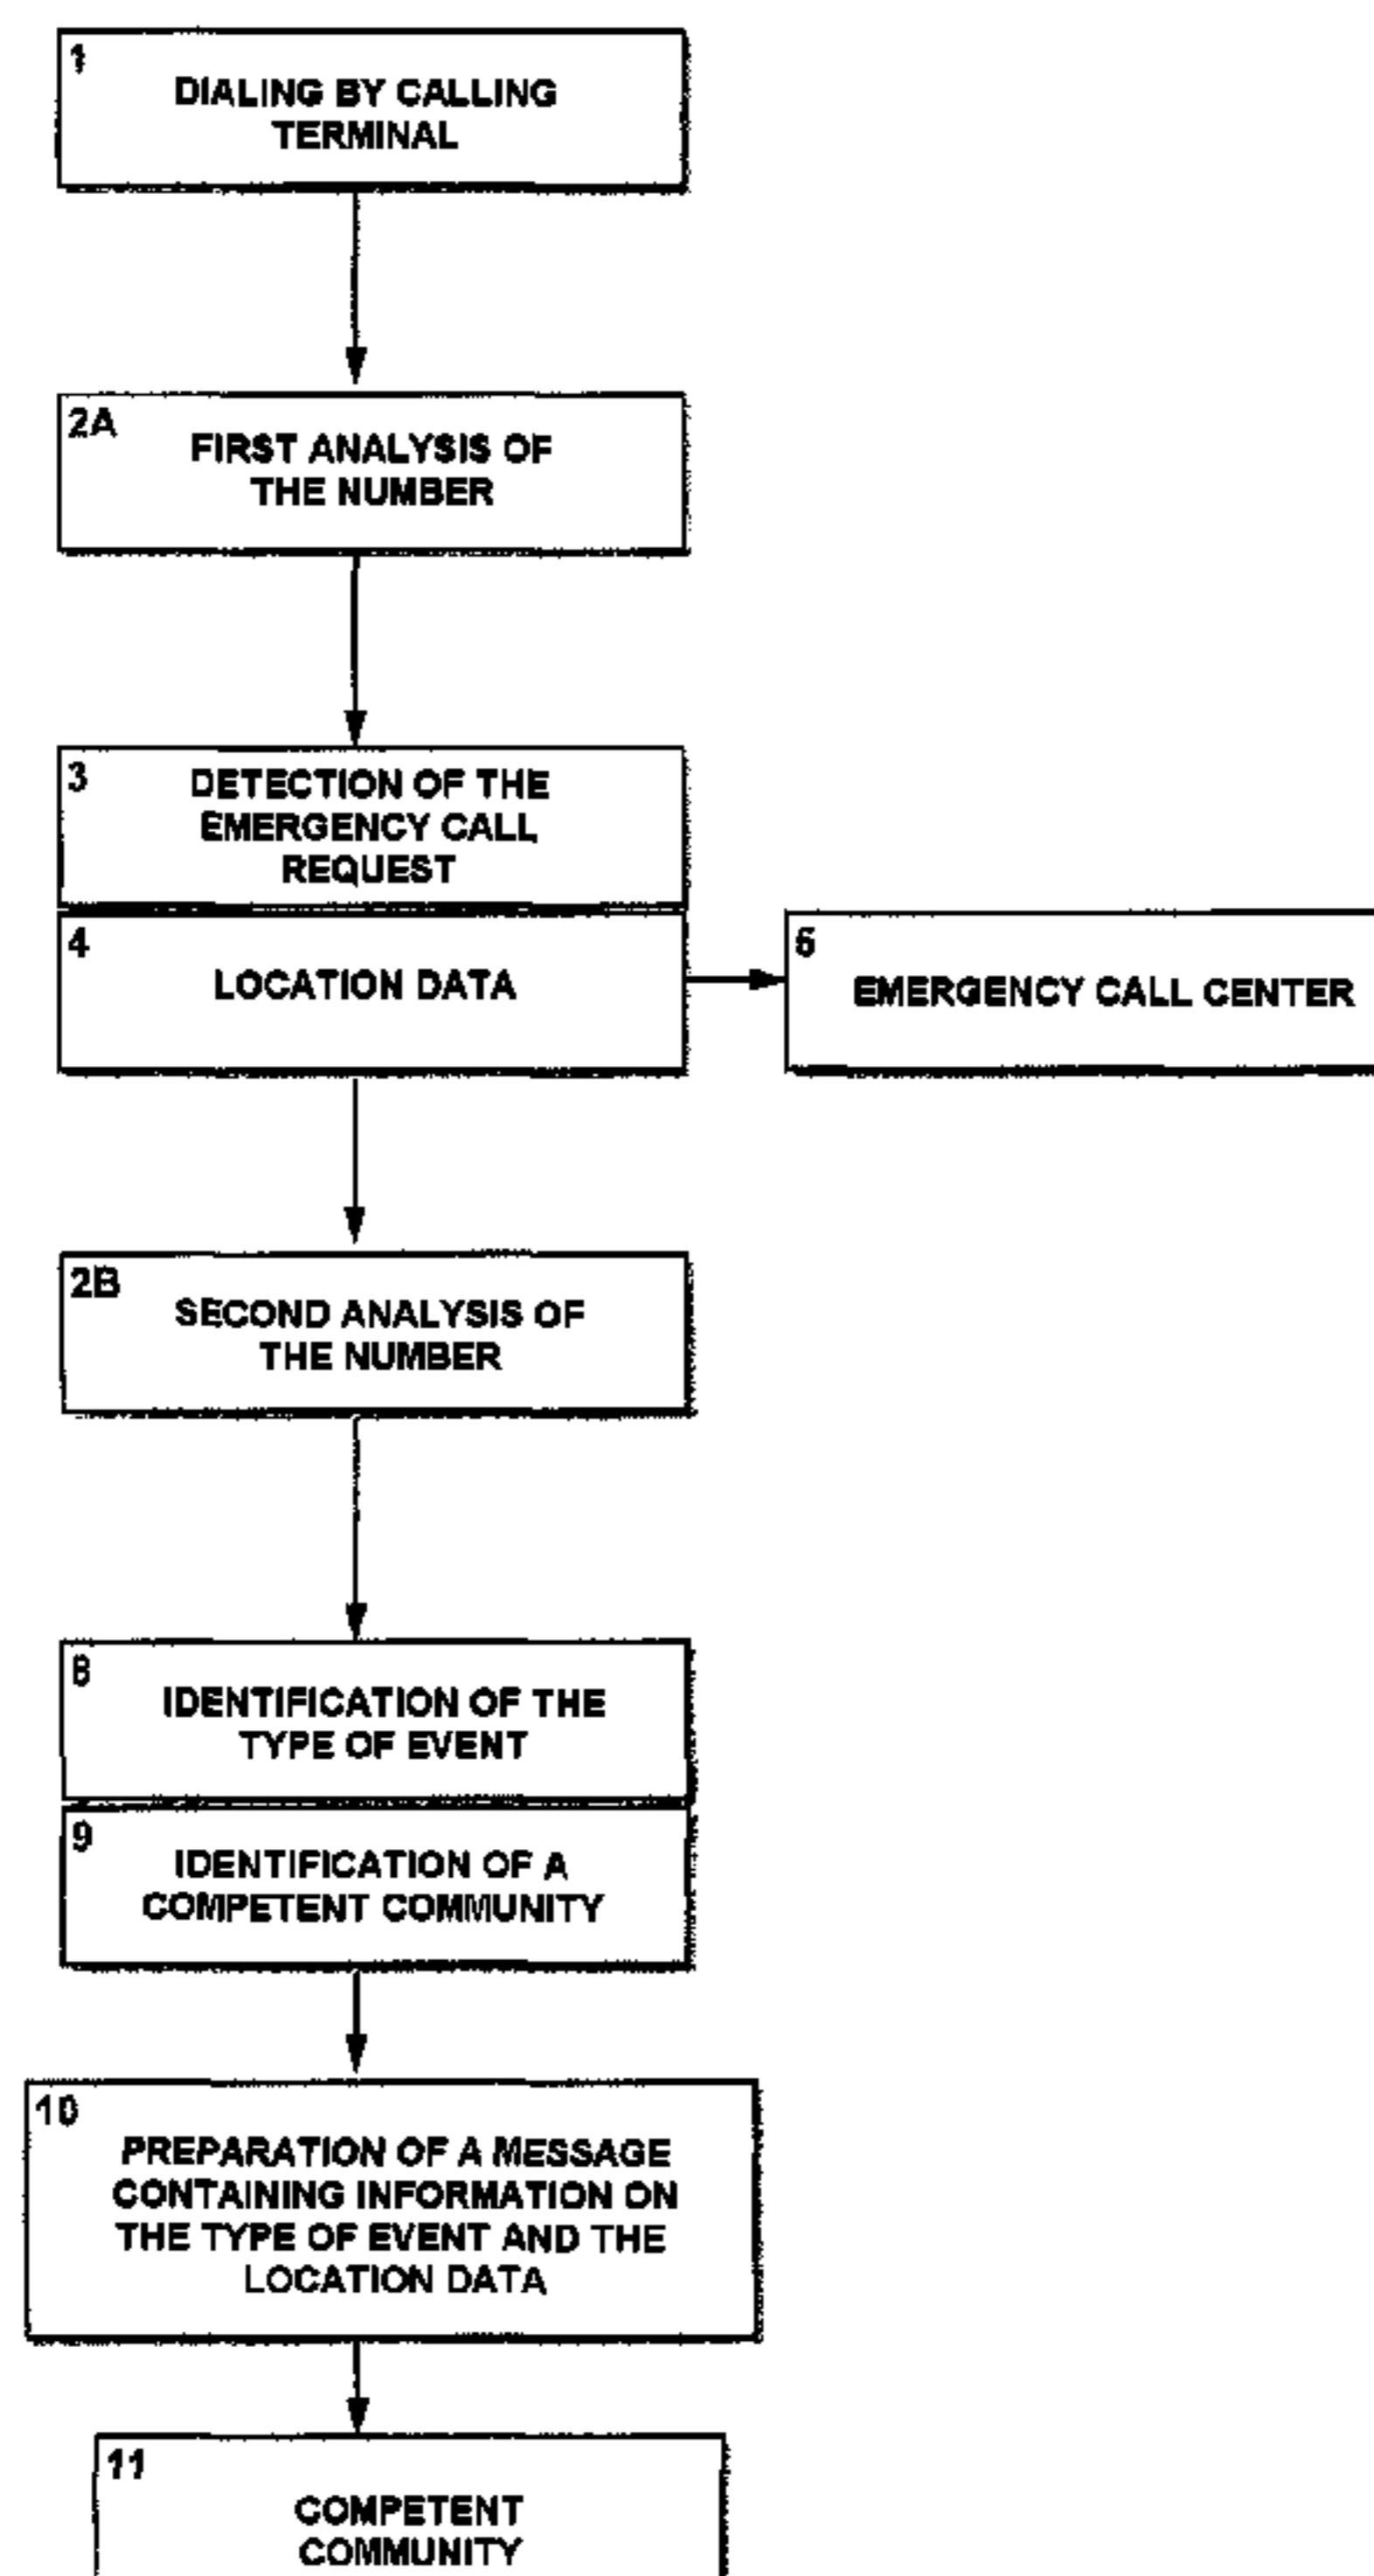 1
DIALING BY CALLING
TERMINAL
2A
FIRST ANALYSIS OF
THE NUMBER
3
DETECTION OF THE
EMERGENCY CALL
REQUEST
4
LOCATION DATA
5
EMERGENCY CALL CENTER
2B
SECOND ANALYSIS OF
THE NUMBER
8
IDENTIFICATION OF THE
TYPE OF EVENT
9
IDENTIFICATION OF A
COMPETENT COMMUNITY
10
PREPARATION OF A MESSAGE
CONTAINING INFORMATION ON
THE TYPE OF EVENT AND THE
LOCATION DATA
11
COMPETENT
COMMUNITY